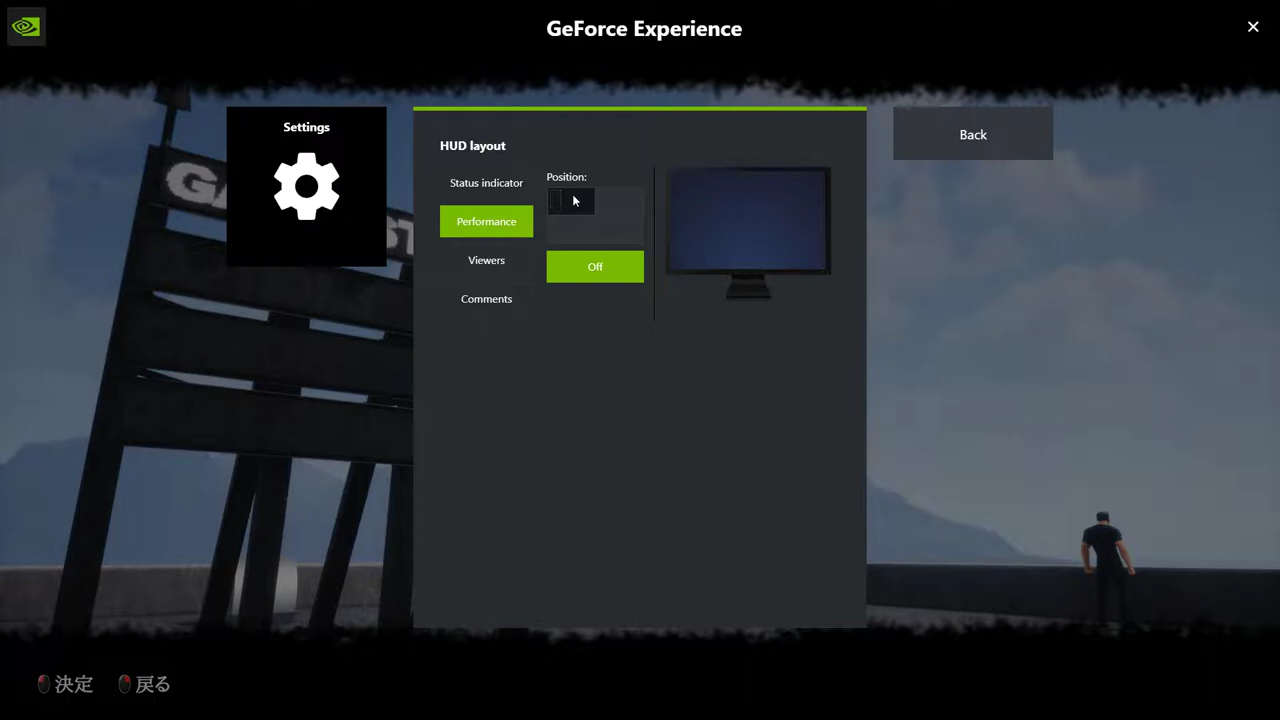 GeForce Experience
Settings
HUD layout
Status indicator
Performance
Viewers
Comments
Position:
Off
Back
決定
戻る